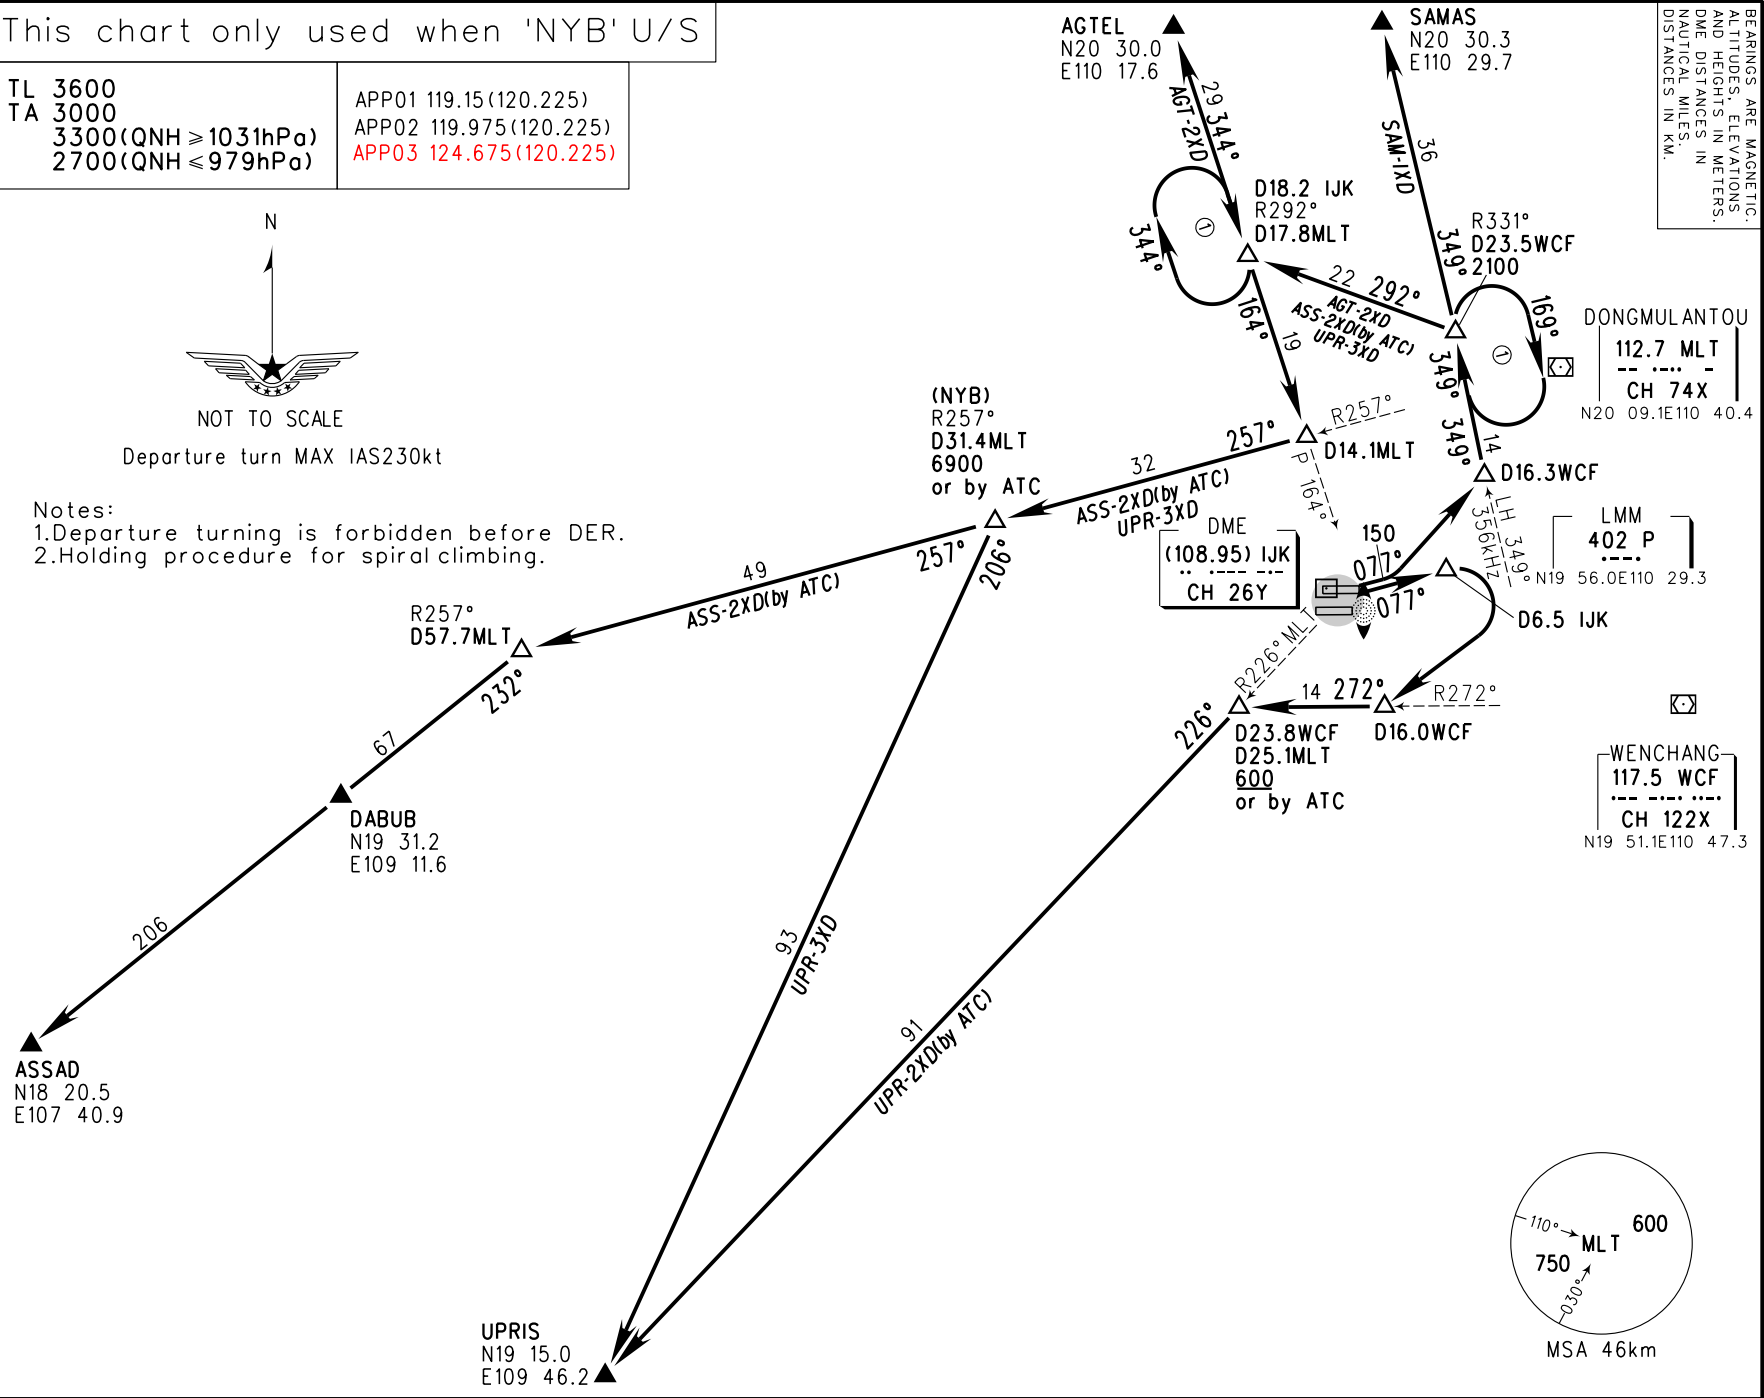 This chart only used when 'NYB' U/S
TL 3600
TA 3000
3300(QNH ≥ 1031hPa)
2700(QNH ≤ 979hPa)
APP01 119.15(120.225)
APP02 119.975(120.225)
APP03 124.675(120.225)
BEARINGS ARE MAGNETIC.
ALTITUDES, ELEVATIONS
AND HEIGHTS IN METERS.
DME DISTANCES IN
NAUTICAL MILES.
DISTANCES IN KM.
N
NOT TO SCALE
Departure turn MAX IAS230kt
Notes:
1.Departure turning is forbidden before DER.
2.Holding procedure for spiral climbing.
AGTEL
N20 30.0
E110 17.6
SAMAS
N20 30.3
E110 29.7
29 344°
AGT-2XD
36
SAM-1XD
349°
D18.2 IJK
R292°
D17.8MLT
R331°
D23.5WCF
2100
①
344°
164°
19
22 292°
AGT-2XD
ASS-2XD(by ATC)
UPR-3XD
169°
①
349°
349°
14
DONGMULANTOU
112.7 MLT
-- .-.. -
CH 74X
N20 09.1E110 40.4
(NYB)
R257°
D31.4MLT
6900
or by ATC
257°
R257°
D14.1MLT
32
ASS-2XD(by ATC)
UPR-3XD
P 164°
D16.3WCF
LH 349°
356kHz
LMM
402 P
.--.
N19 56.0E110 29.3
DME
(108.95) IJK
.. .--- -.-
CH 26Y
150
077°
077°
D6.5 IJK
257°
206°
49
ASS-2XD(by ATC)
R257°
D57.7MLT
232°
R226° MLT
14 272°
R272°
226°
D23.8WCF
D25.1MLT
600
or by ATC
D16.0WCF
WENCHANG
117.5 WCF
.-- -.-. ..-.
CH 122X
N19 51.1E110 47.3
67
DABUB
N19 31.2
E109 11.6
206
93
UPR-3XD
91
UPR-2XD(by ATC)
ASSAD
N18 20.5
E107 40.9
UPRIS
N19 15.0
E109 46.2
110°
MLT
600
750
030°
MSA 46km